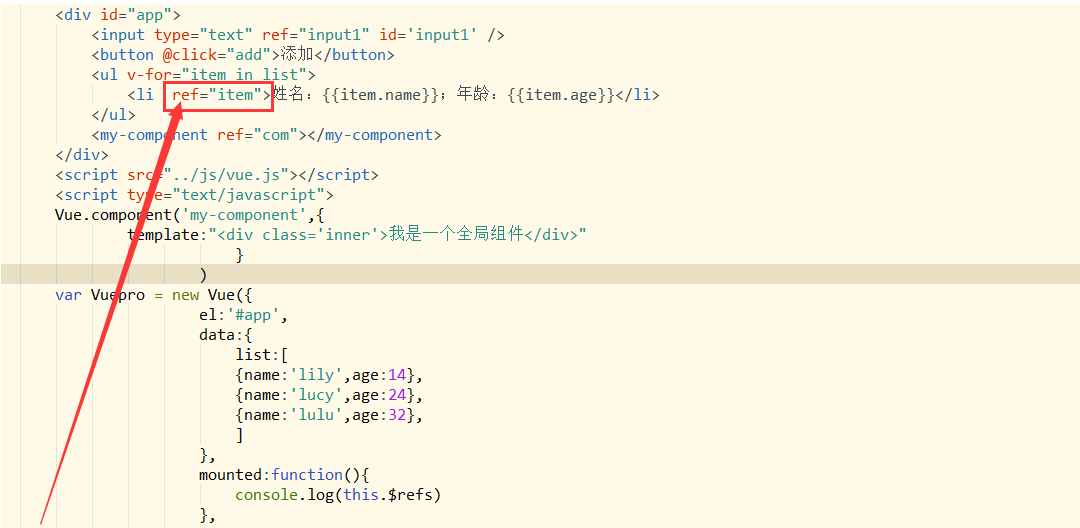 <div id="app">
<input type="text" ref="input1" id='input1' />
<button @click="add">添加</button>
<ul v-for="item in list">
<li ref="item">姓名：{{item.name}}；年龄：{{item.age}}</li>
</ul>
<my-component ref="com"></my-component>
</div>
<script src="../js/vue.js"></script>
<script type="text/javascript">
Vue.component('my-component',{
template:"<div class='inner'>我是一个全局组件</div>"
}
)
var Vuepro = new Vue({
el:'#app',
data:{
list:[
{name:'lily',age:14},
{name:'lucy',age:24},
{name:'lulu',age:32},
]
},
mounted:function(){
console.log(this.$refs)
},